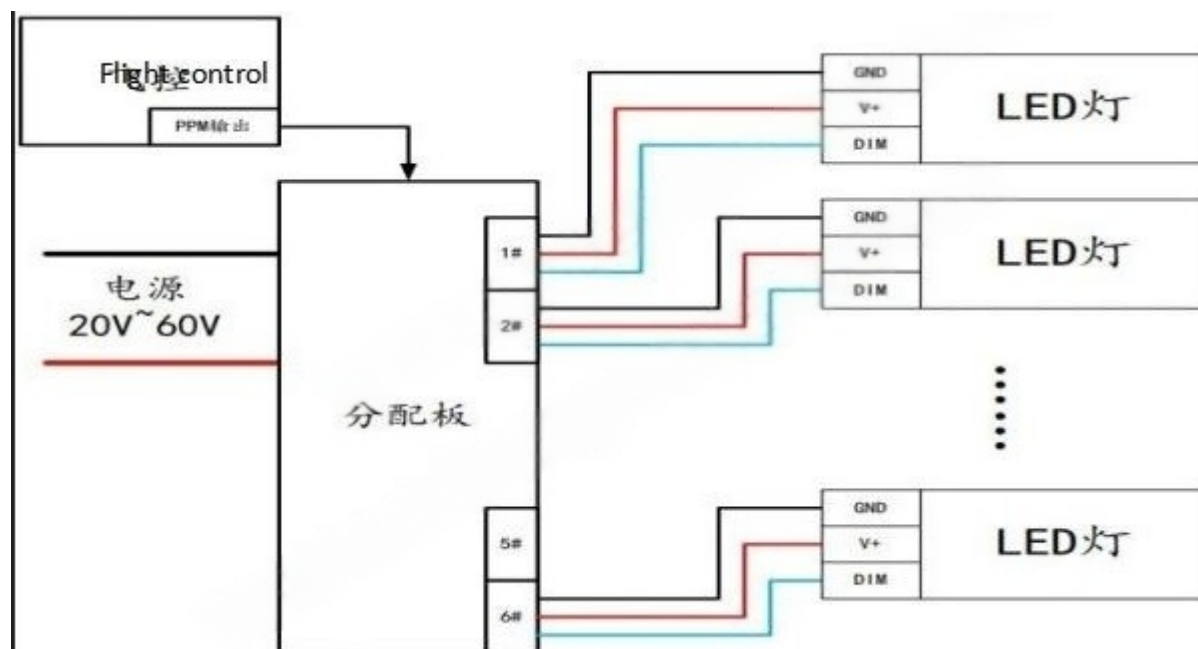 Flight control
PPM输出
GND
V+
DIM
LED灯
1#
2#
GND
V+
DIM
LED灯
电源
20V~60V
分配板
5#
6#
GND
V+
DIM
LED灯